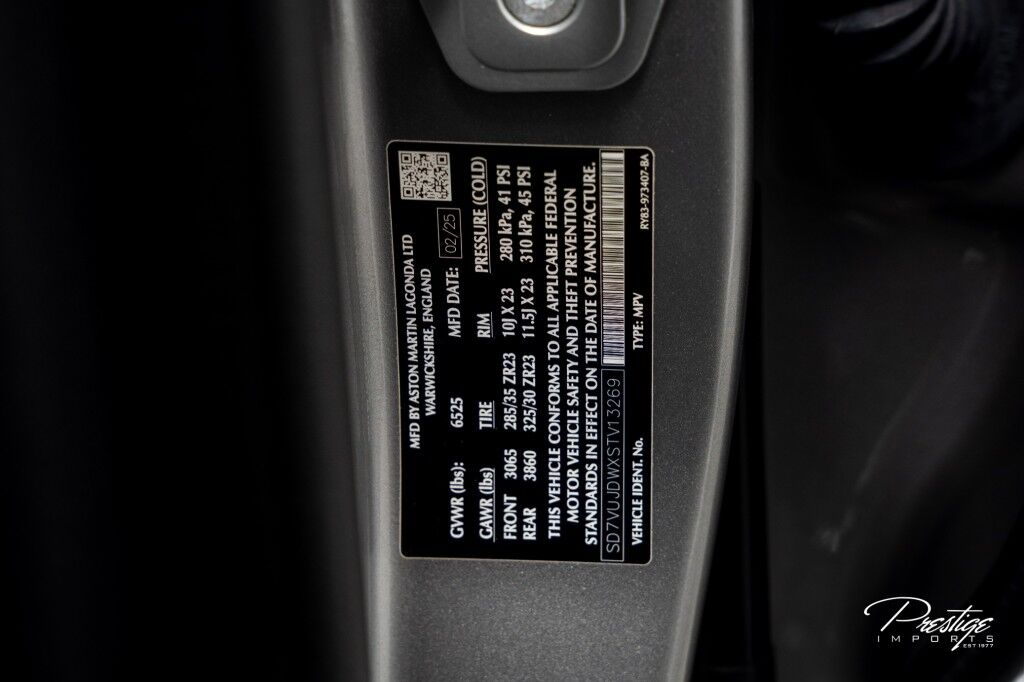 MFD BY ASTON MARTIN LAGONDA LTD
WARWICKSHIRE, ENGLAND
GVWR (lbs): 6525 MFD DATE: 02/25
GAWR (lbs) TIRE RIM PRESSURE (COLD)
FRONT 3065 285/35 ZR23 10J X 23 280 kPa, 41 PSI
REAR 3860 325/30 ZR23 11.5J X 23 310 kPa, 45 PSI
THIS VEHICLE CONFORMS TO ALL APPLICABLE FEDERAL
MOTOR VEHICLE SAFETY AND THEFT PREVENTION
STANDARDS IN EFFECT ON THE DATE OF MANUFACTURE.
SD7VUJDWXSTV13269
VEHICLE IDENT. No. TYPE: MPV RY83-973407-BA
Prestige
IMPORTS
EST 1977